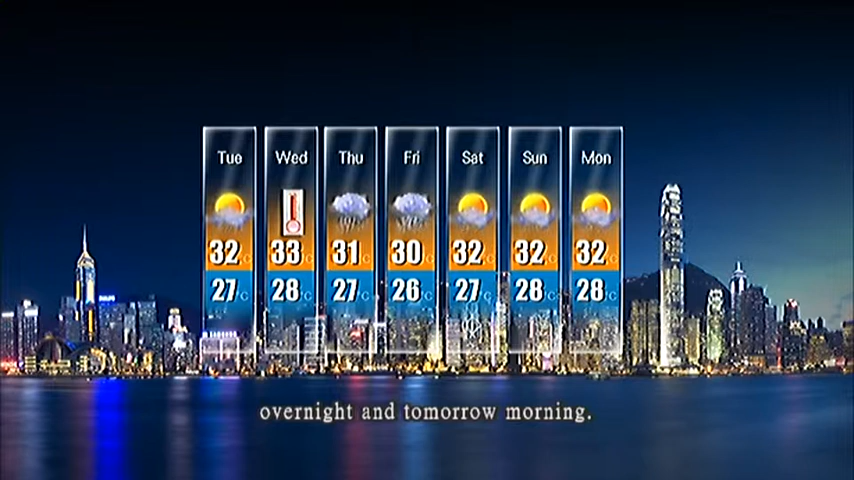 Tue Wed Thu Fri Sat Sun Mon
32°C 33°C 31°C 30°C 32°C 32°C 32°C
27°C 28°C 27°C 26°C 27°C 28°C 28°C
overnight and tomorrow morning.